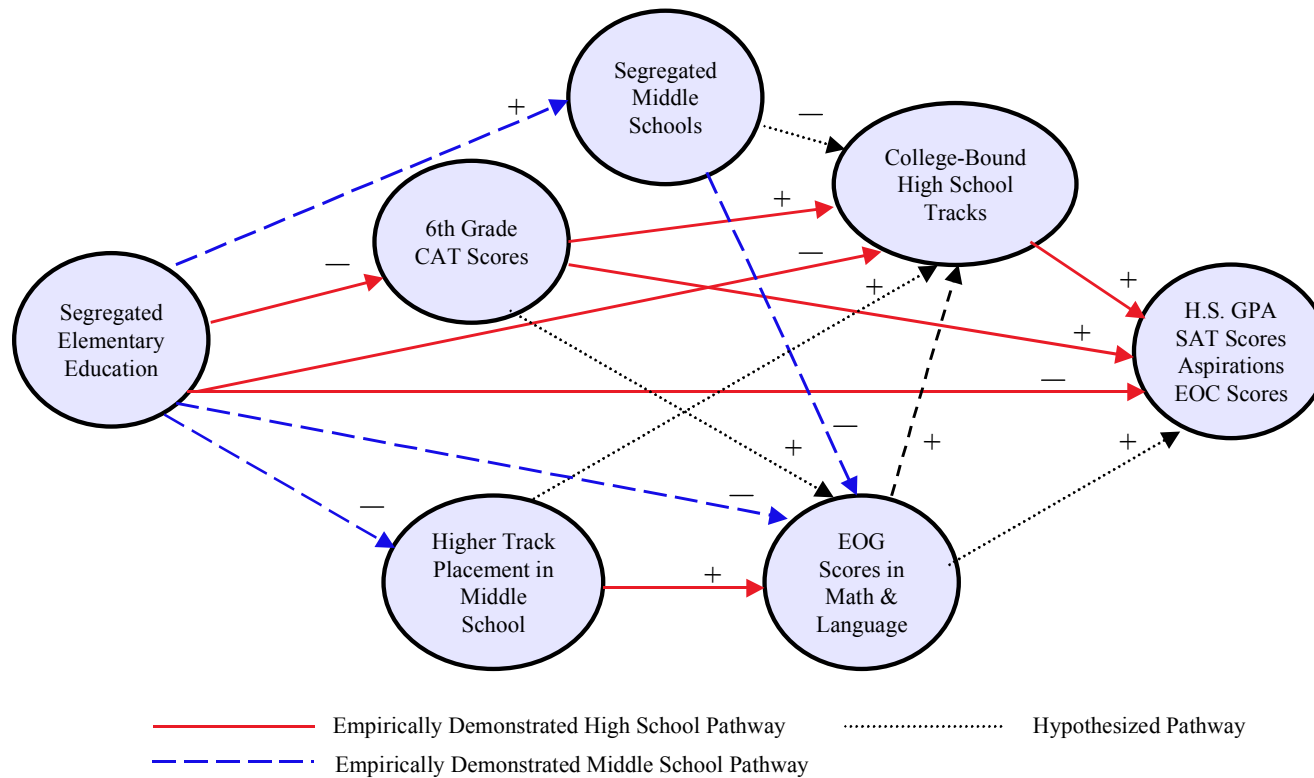 Segregated
Middle
Schools
+
—
College-Bound
High School
Tracks
6th Grade
CAT Scores
+
—
—
+
+
Segregated
Elementary
Education
+
H.S. GPA
SAT Scores
Aspirations
EOC Scores
—
—
+
+
+
—
—
Higher Track
Placement in
Middle
School
+
EOG
Scores in
Math &
Language
Empirically Demonstrated High School Pathway
Hypothesized Pathway
Empirically Demonstrated Middle School Pathway